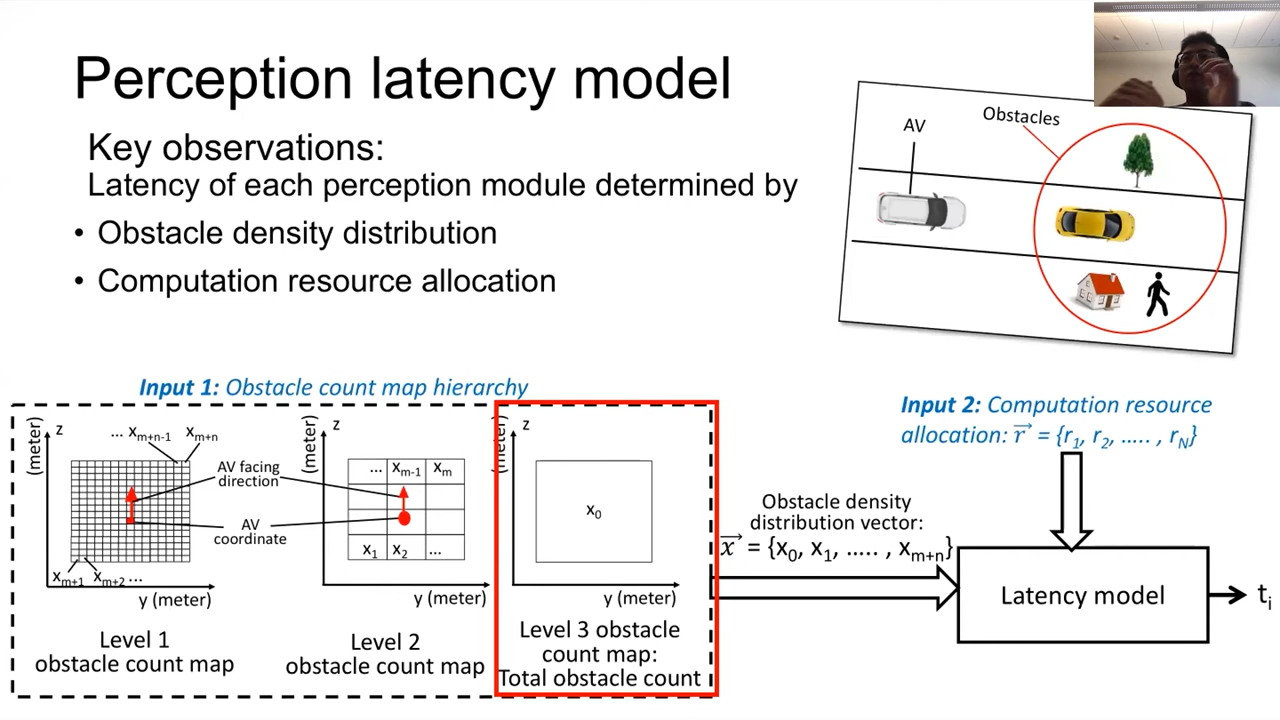 Perception latency model
Key observations:
Latency of each perception module determined by
• Obstacle density distribution
• Computation resource allocation
AV
Obstacles
Input 1: Obstacle count map hierarchy
(meter)
z
... xm+n-1 xm+n
xm+1 xm+2 ...
y (meter)
Level 1
obstacle count map
AV facing
direction
AV
coordinate
(meter)
z
... xm-1 xm
x1 x2 ...
y (meter)
Level 2
obstacle count map
(meter)
z
x0
y (meter)
Level 3 obstacle
count map:
Total obstacle count
Obstacle density
distribution vector:
x⃗ = {x0, x1, ….. , xm+n}
Input 2: Computation resource
allocation: r⃗ = {r1, r2, ….. , rN}
Latency model
ti